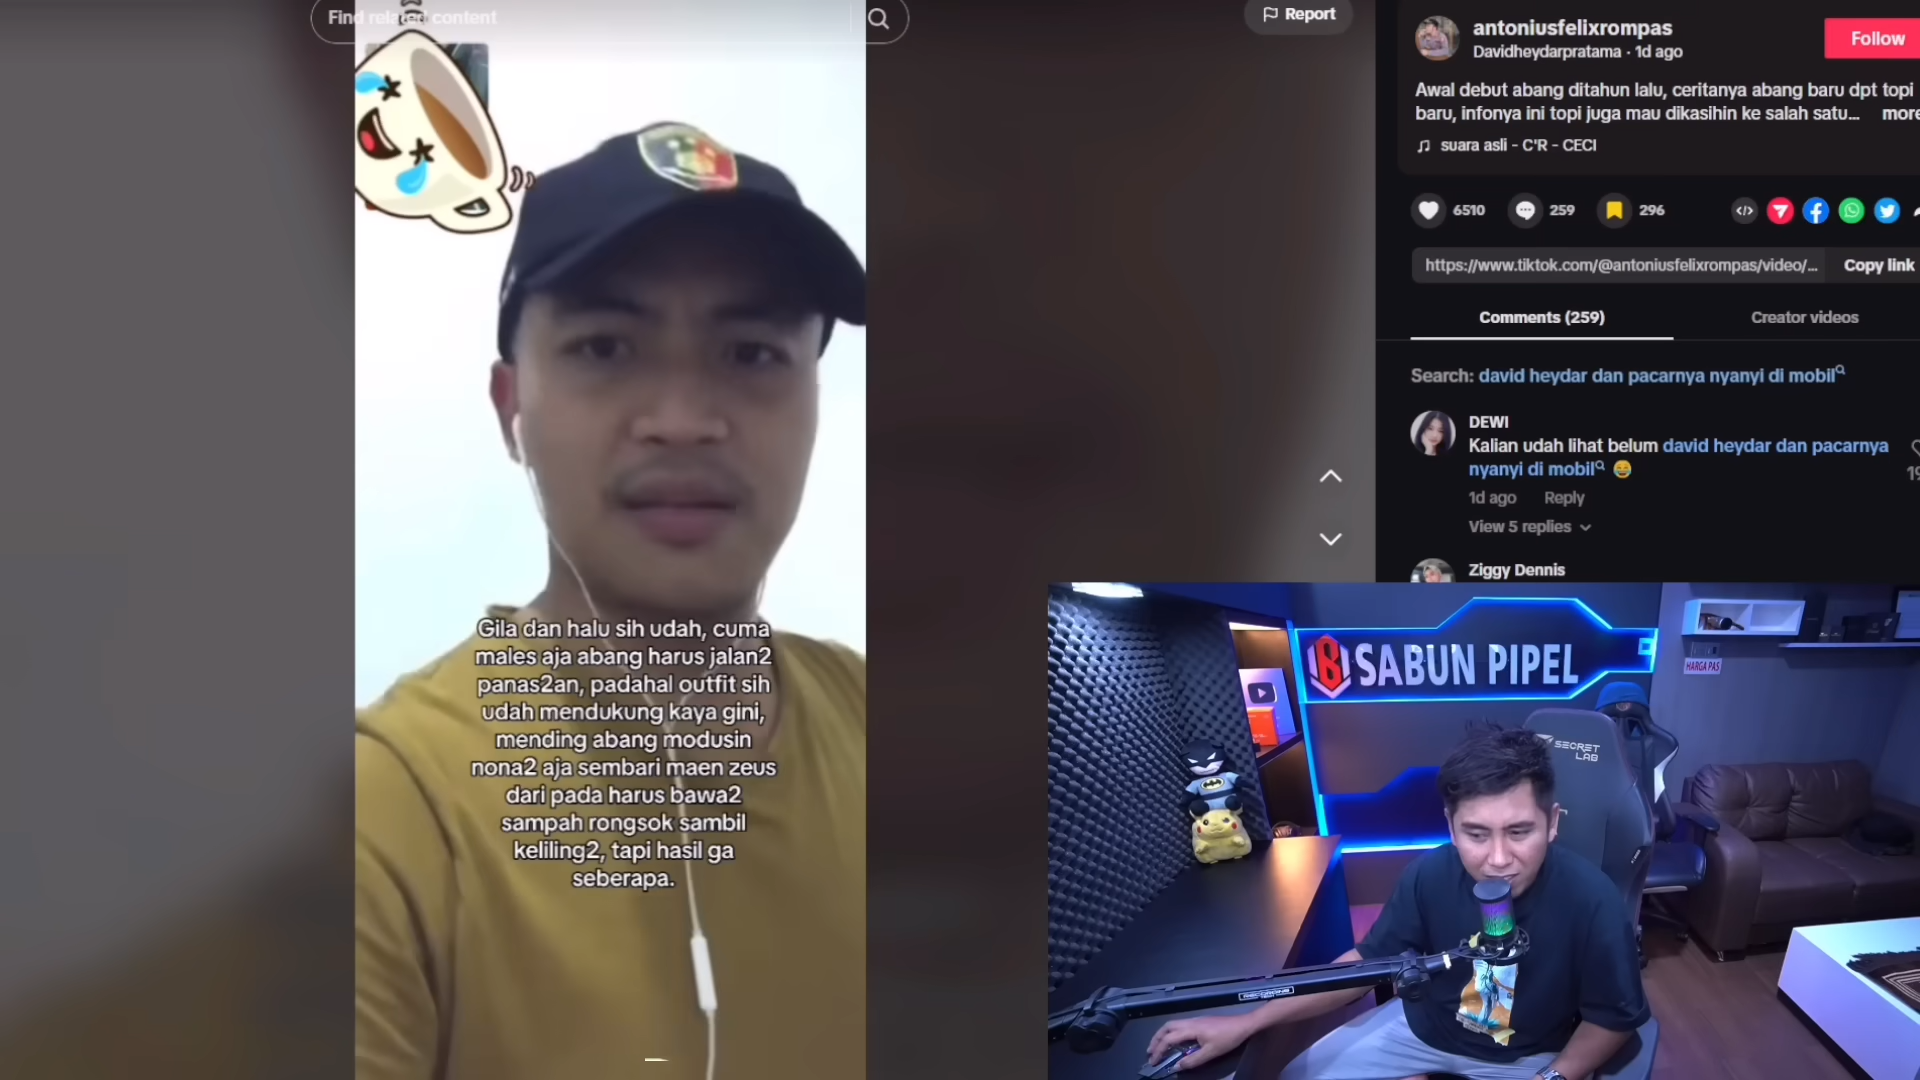 Find related content
Report
antoniusfelixrompas
Davidheydarpratama · 1d ago
Follow
Awal debut abang ditahun lalu, ceritanya abang baru dpt topi
baru, infonya ini topi juga mau dikasihin ke salah satu... more
suara asli - C'R - CECI
6510
259
296
https://www.tiktok.com/@antoniusfelixrompas/video/...
Copy link
Comments (259)
Creator videos
Search: david heydar dan pacarnya nyanyi di mobil
DEWI
Kalian udah lihat belum david heydar dan pacarnya
nyanyi di mobil 😂
1d ago Reply
View 5 replies
Ziggy Dennis
Gila dan halu sih udah, cuma
males aja abang harus jalan2
panas2an, padahal outfit sih
udah mendukung kaya gini,
mending abang modusin
nona2 aja sembari maen zeus
dari pada harus bawa2
sampah rongsok sambil
keliling2, tapi hasil ga
seberapa.
SABUN PIPEL
HARGA PAS
SECRET
LAB